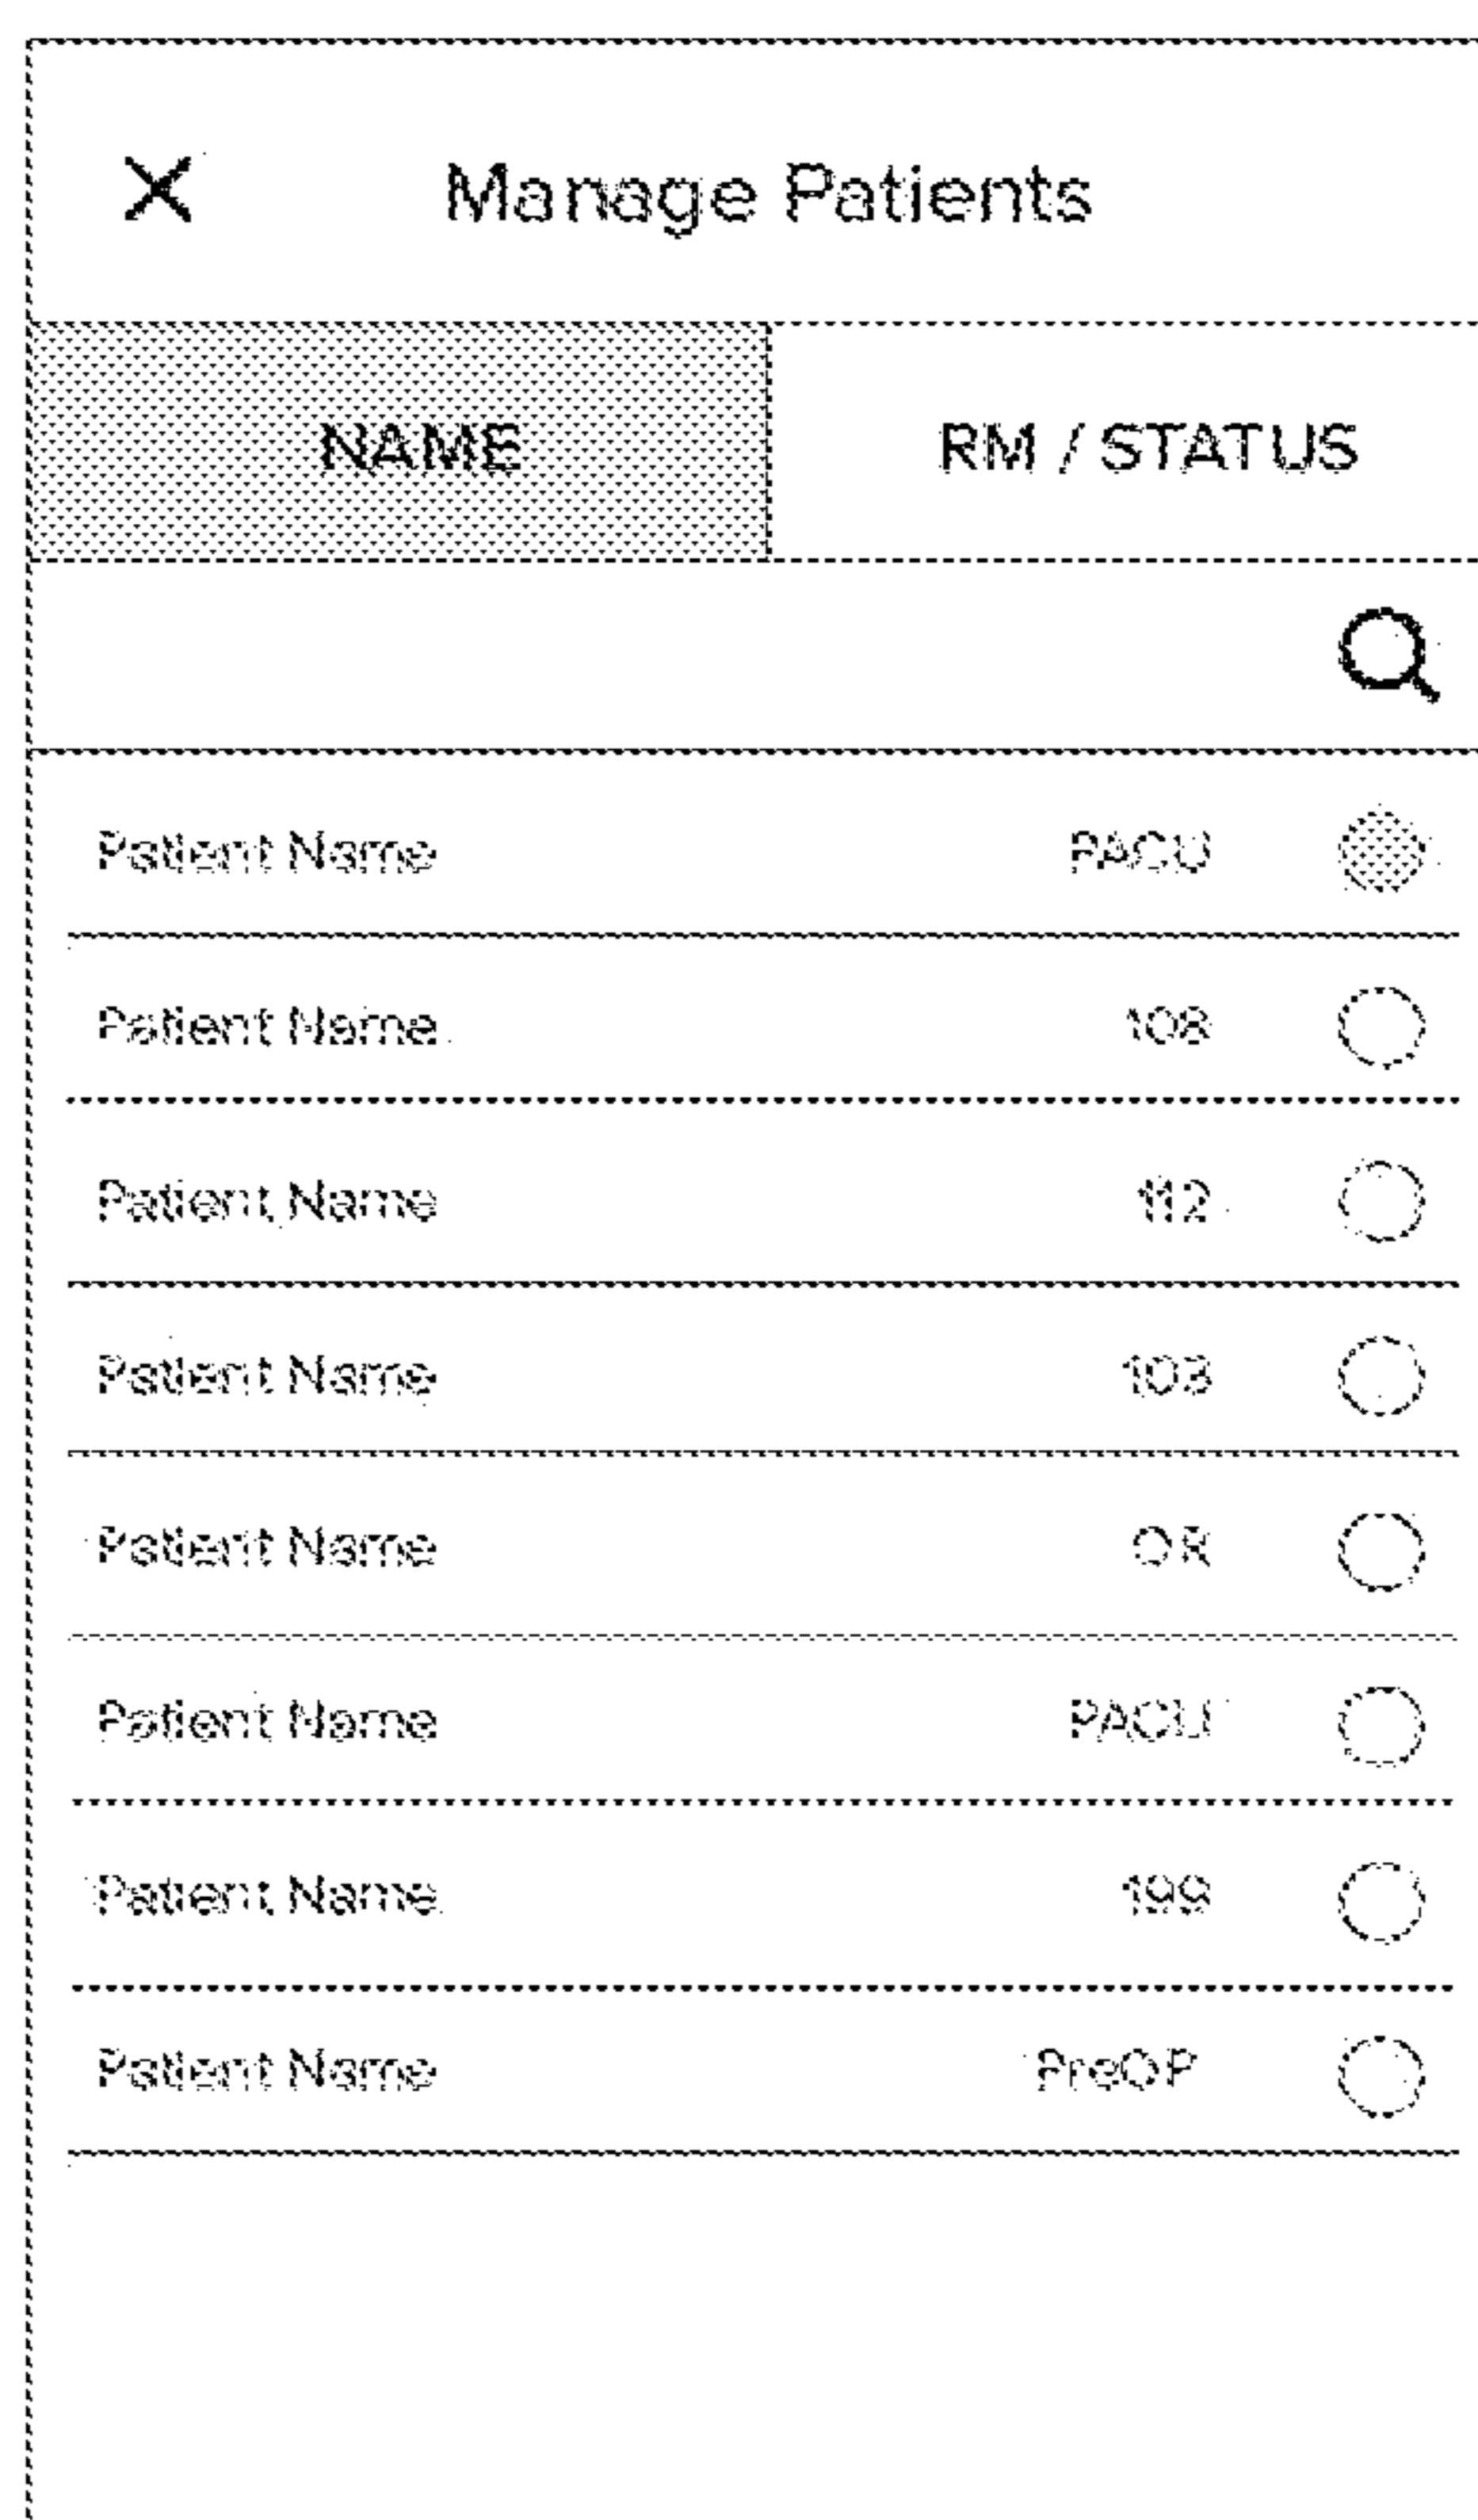 Manage Patients
NAME RM / STATUS
Patient Name PACU
Patient Name 108
Patient Name 112
Patient Name 103
Patient Name OR
Patient Name PACU
Patient Name 199
Patient Name PreOP